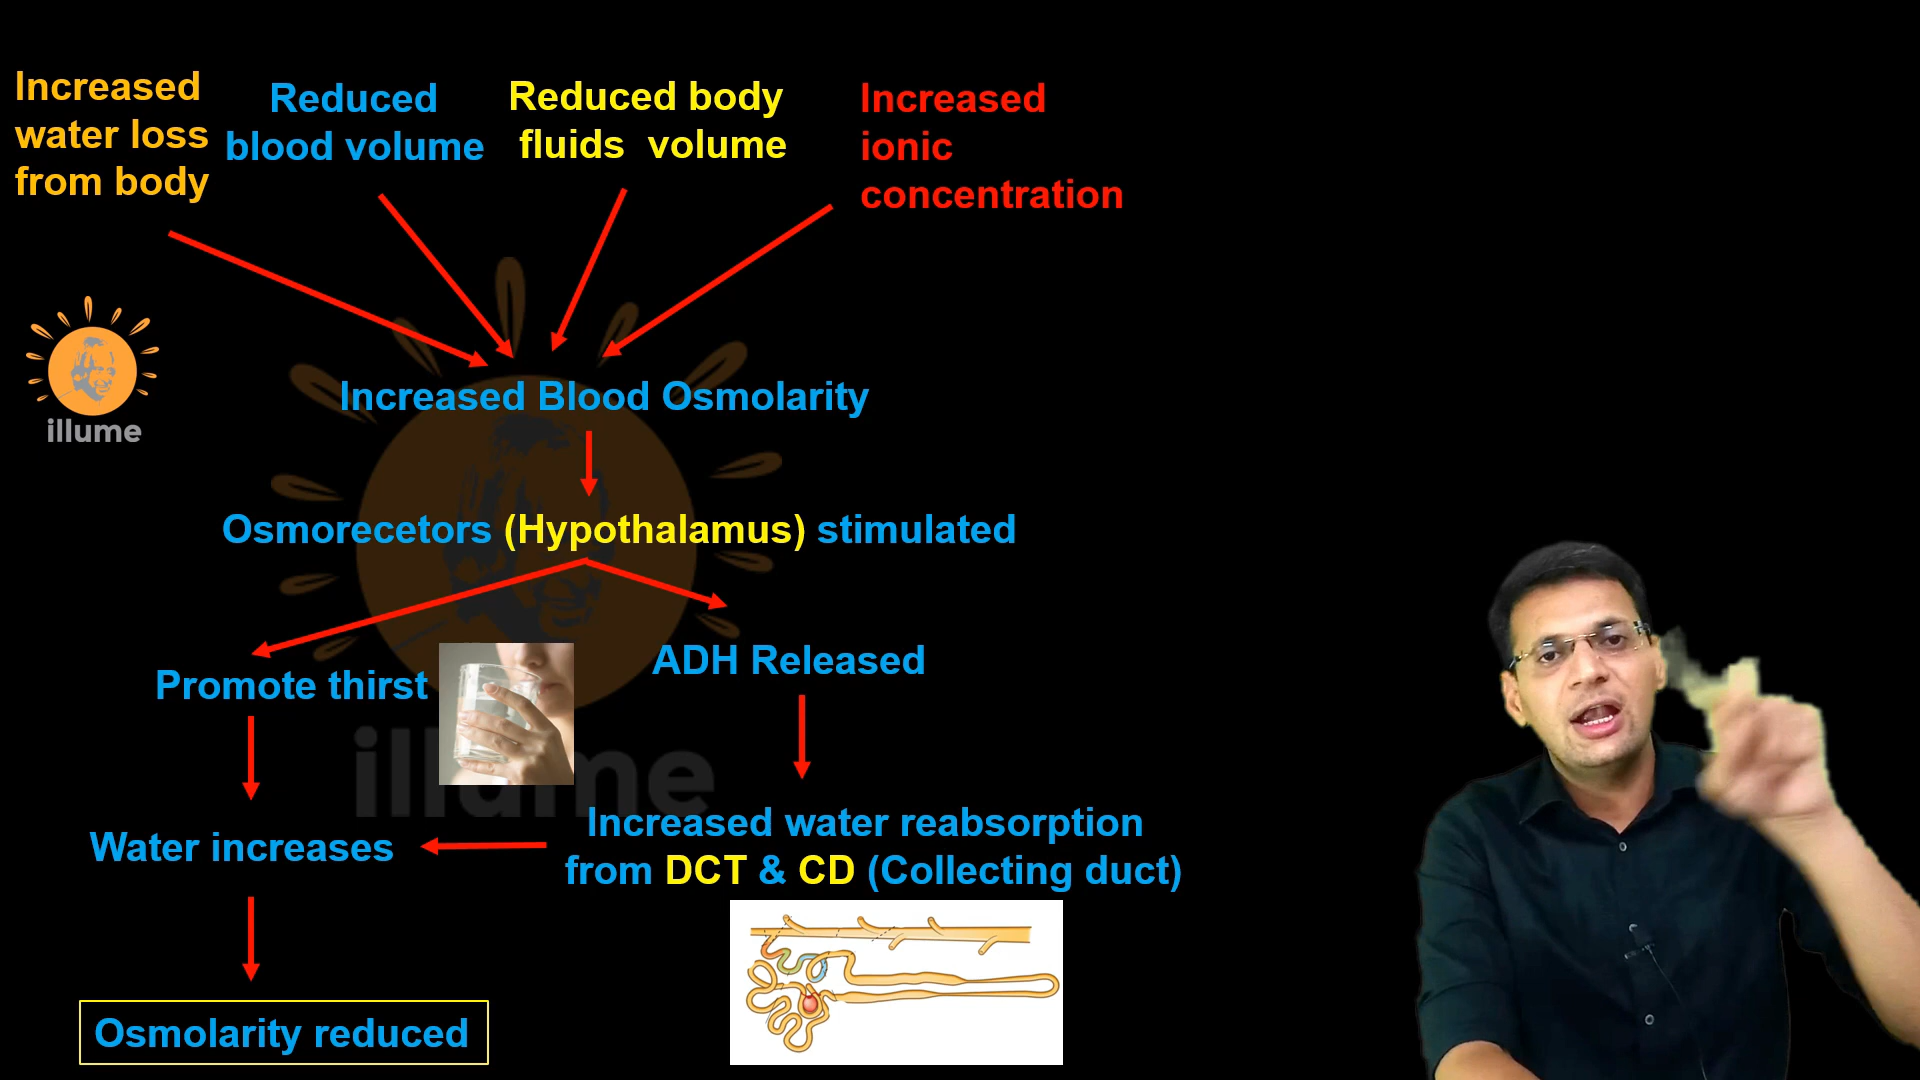 Increased
water loss
from body
Reduced
blood volume
Reduced body
fluids volume
Increased
ionic
concentration
illume
Increased Blood Osmolarity
Osmorecetors (Hypothalamus) stimulated
Promote thirst
ADH Released
illume
Water increases
Increased water reabsorption
from DCT & CD (Collecting duct)
Osmolarity reduced